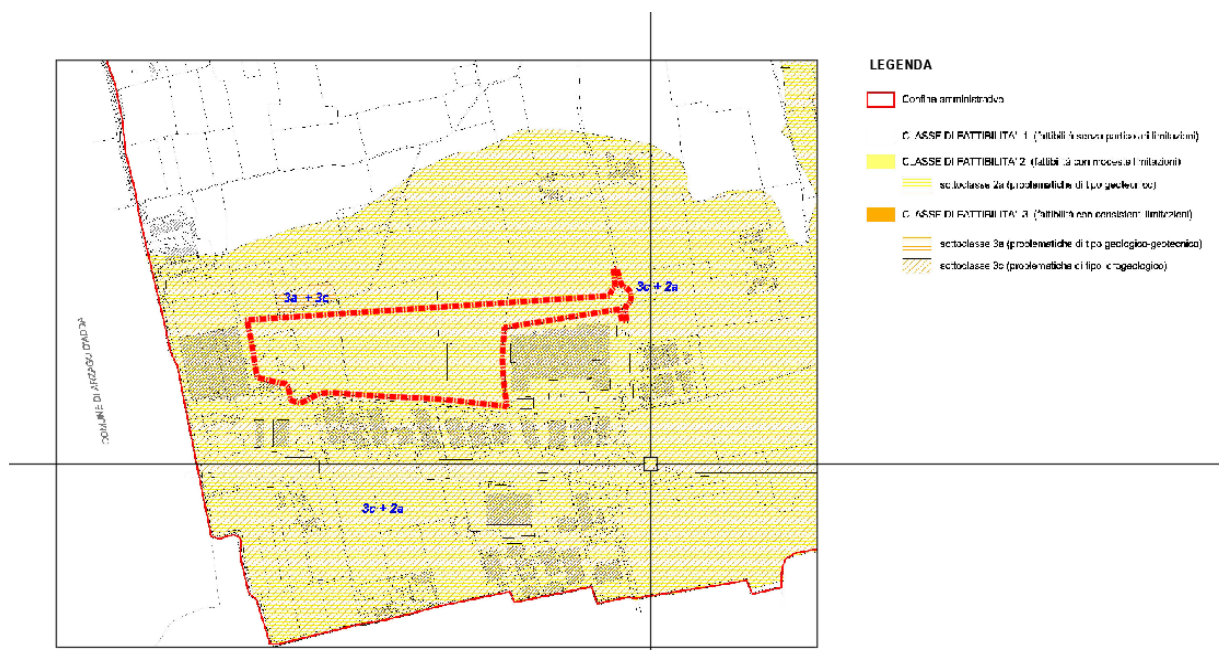 LEGENDA
Confine amministrativo
CLASSE DI FATTIBILITA' 1 (fattibilità senza particolari limitazioni)
CLASSE DI FATTIBILITA' 2 (fattibilità con modeste limitazioni)
sottoclasse 2a (problematiche di tipo geotecnico)
CLASSE DI FATTIBILITA' 3 (fattibilità con consistenti limitazioni)
sottoclasse 3a (problematiche di tipo geologico-geotecnico)
sottoclasse 3c (problematiche di tipo idrogeologico)
3a + 3c
3c + 2a
COMUNE DI ARZAGO D'ADDA
3c + 2a